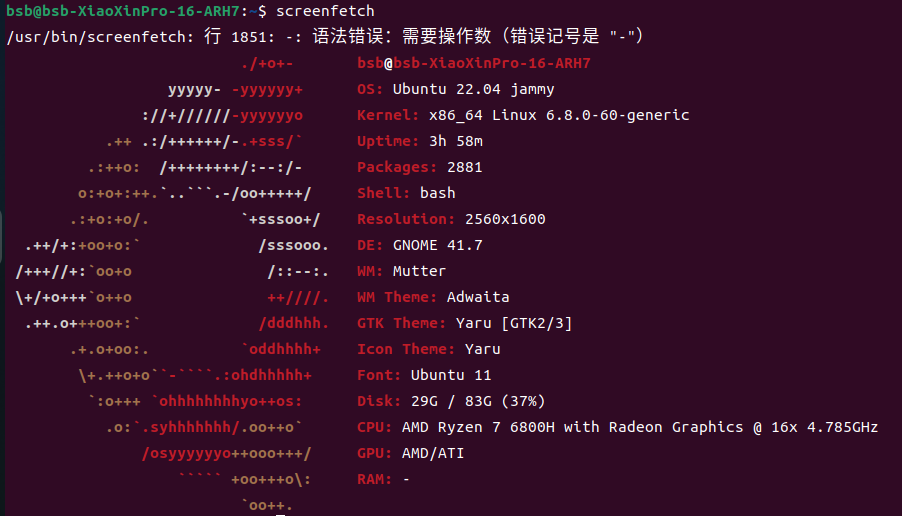 bsb@bsb-XiaoXinPro-16-ARH7:~$ screenfetch
/usr/bin/screenfetch: 行 1851: -: 语法错误: 需要操作数 (错误记号是 "-")
./+o+- bsb@bsb-XiaoXinPro-16-ARH7
yyyyy- -yyyyyy+ OS: Ubuntu 22.04 jammy
://+//////-yyyyyyo Kernel: x86_64 Linux 6.8.0-60-generic
.++ .:/++++++/-.+sss/` Uptime: 3h 58m
.:++o: /++++++++/:--:/- Packages: 2881
o:+o+:++.`..```.-/oo+++++/ Shell: bash
.:+o:+o/. `+sssoo+/ Resolution: 2560x1600
.++/+:+oo+o:` /sssooo. DE: GNOME 41.7
/+++//+:`oo+o /::--:. WM: Mutter
\+/+o+++`o++o ++////. WM Theme: Adwaita
.++.o+++oo+:` /dddhhh. GTK Theme: Yaru [GTK2/3]
.+.o+oo:. `oddhhhh+ Icon Theme: Yaru
\+.++o+o``-````.:ohdhhhhh+ Font: Ubuntu 11
`:o+++ `ohhhhhhhhyo++os: Disk: 29G / 83G (37%)
.o:`.syhhhhhhh/.oo++o` CPU: AMD Ryzen 7 6800H with Radeon Graphics @ 16x 4.785GHz
/osyyyyyyo++ooo+++/ GPU: AMD/ATI
````` +oo+++o\: RAM: -
`oo++.